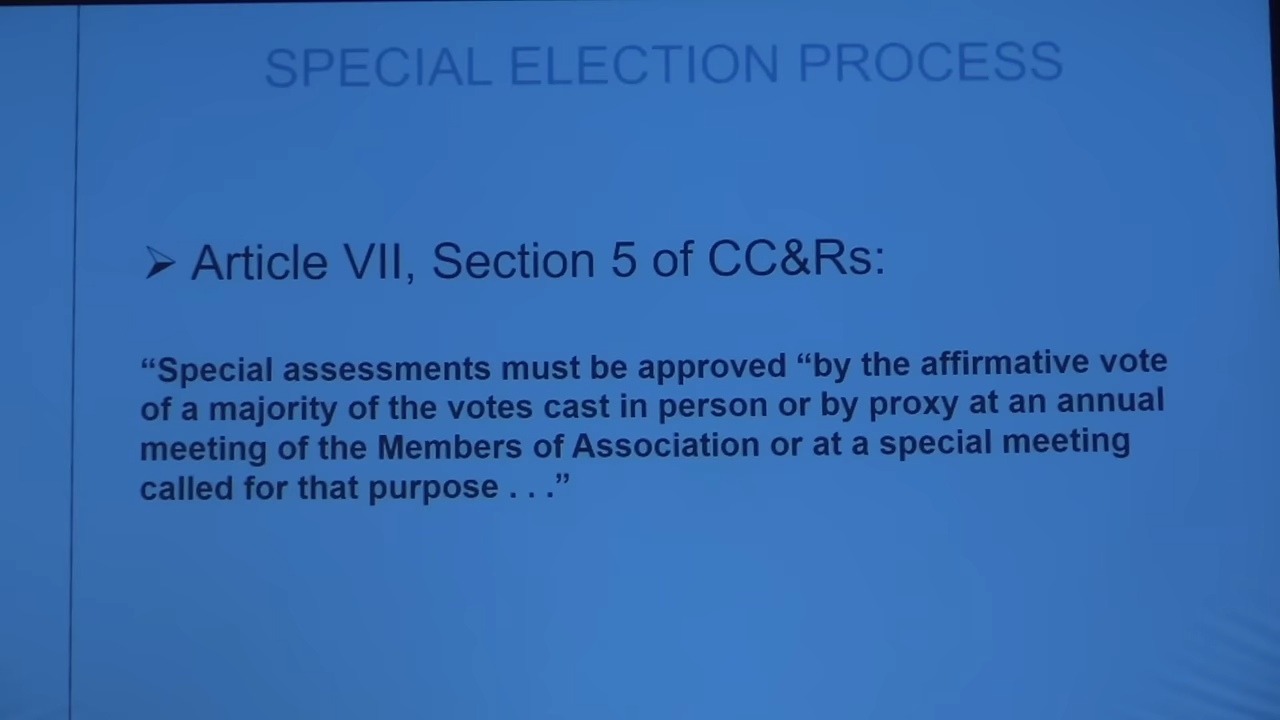 SPECIAL ELECTION PROCESS
➢ Article VII, Section 5 of CC&Rs:
“Special assessments must be approved “by the affirmative vote
of a majority of the votes cast in person or by proxy at an annual
meeting of the Members of Association or at a special meeting
called for that purpose . . .”